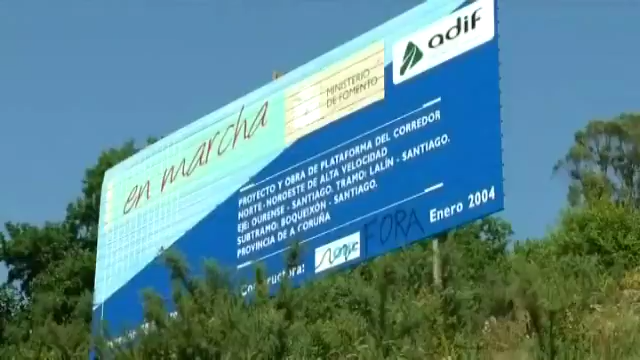 adif
en marcha
MINISTERIO
DE FOMENTO
PROYECTO Y OBRA DE PLATAFORMA DEL CORREDOR
NORTE - NOROESTE DE ALTA VELOCIDAD
EJE: OURENSE - SANTIAGO. TRAMO: LALÍN - SANTIAGO.
SUBTRAMO: BOQUEIXÓN - SANTIAGO.
PROVINCIA DE A CORUÑA
Enero 2004
FORA
Constructora: